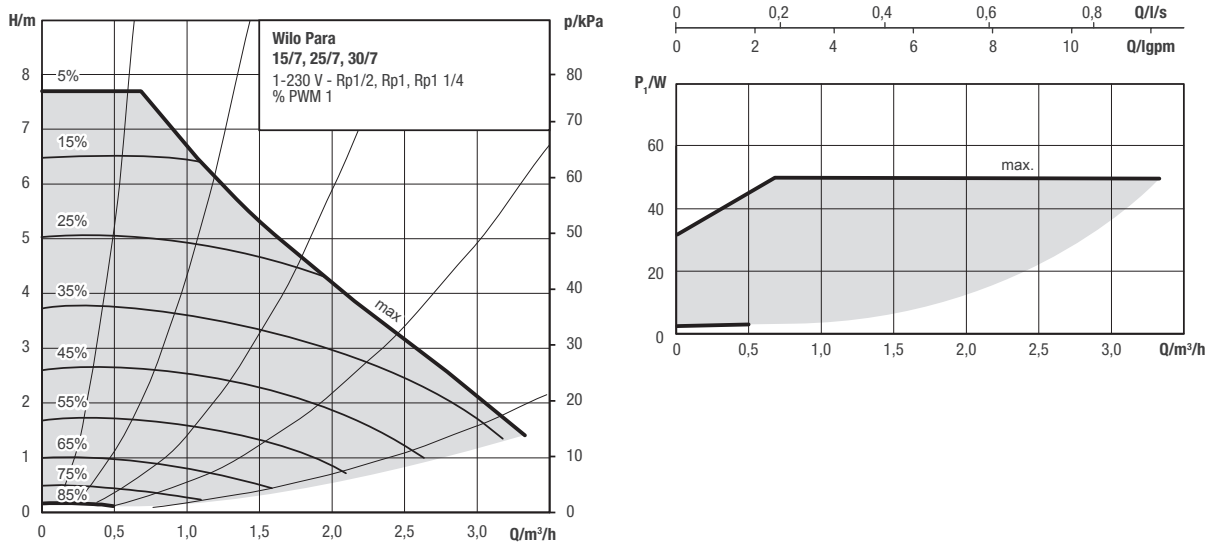 H/m
p/kPa
Wilo Para
15/7, 25/7, 30/7
1~230 V - Rp1/2, Rp1, Rp1 1/4
% PWM 1
8
7
6
5
4
3
2
1
0
80
70
60
50
40
30
20
10
0
5%
15%
25%
35%
45%
55%
65%
75%
85%
max.
0 0,5 1,0 1,5 2,0 2,5 3,0 Q/m³/h
0 0,2 0,4 0,6 0,8 Q/l/s
0 2 4 6 8 10 Q/Igpm
P₁/W
60
40
20
0
max.
0 0,5 1,0 1,5 2,0 2,5 3,0 Q/m³/h